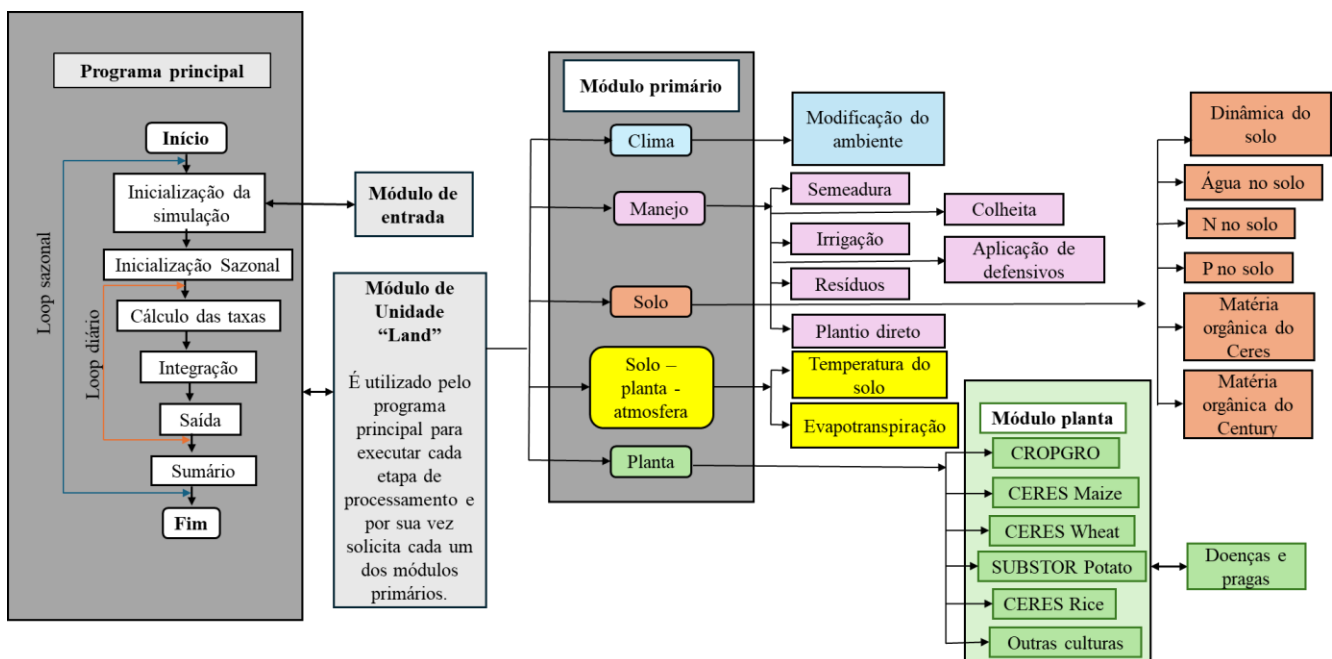 Programa principal
Início
Inicialização da
simulação
Inicialização Sazonal
Cálculo das taxas
Integração
Saída
Sumário
Fim
Loop sazonal
Loop diário
Módulo de
entrada
Módulo de
Unidade
“Land”
É utilizado pelo
programa
principal para
executar cada
etapa de
processamento e
por sua vez
solicita cada um
dos módulos
primários.
Módulo primário
Clima
Manejo
Solo
Solo –
planta -
atmosfera
Planta
Modificação do
ambiente
Semeadura
Colheita
Irrigação
Aplicação de
defensivos
Resíduos
Plantio direto
Temperatura do
solo
Evapotranspiração
Dinâmica do
solo
Água no solo
N no solo
P no solo
Matéria
orgânica do
Ceres
Matéria
orgânica do
Century
Módulo planta
CROPGRO
CERES Maize
CERES Wheat
SUBSTOR Potato
CERES Rice
Outras culturas
Doenças e
pragas